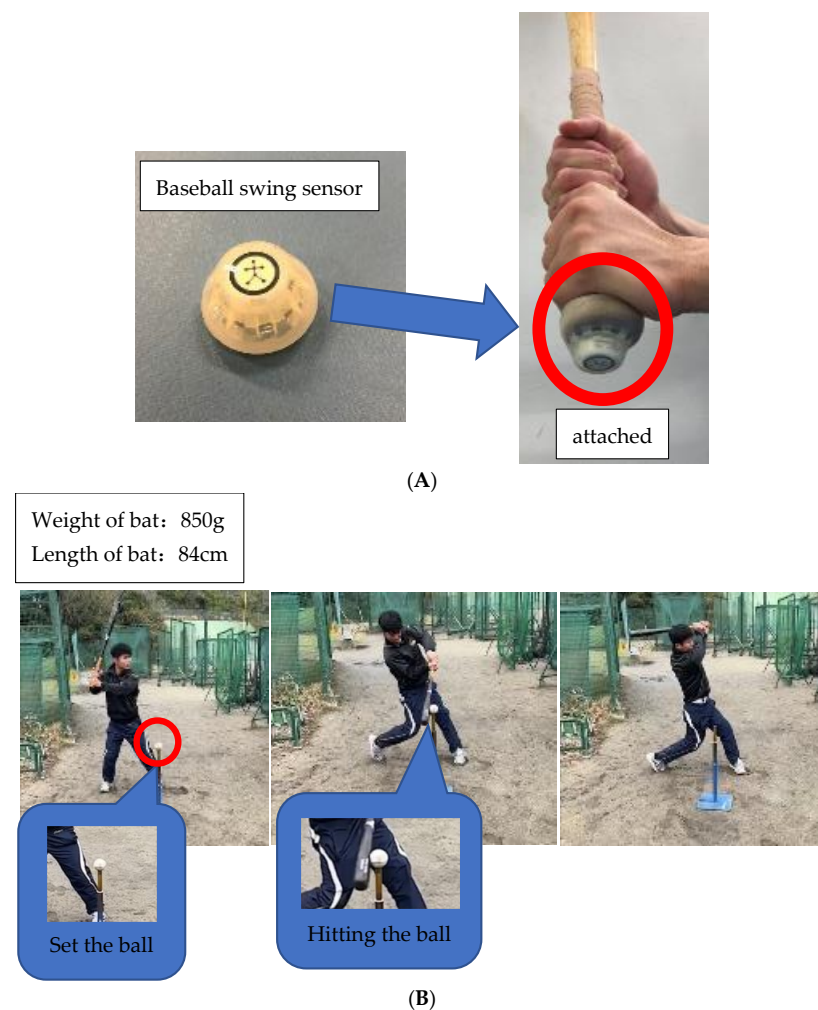 Baseball swing sensor
attached
(A)
Weight of bat：850g
Length of bat：84cm
Set the ball
Hitting the ball
(B)